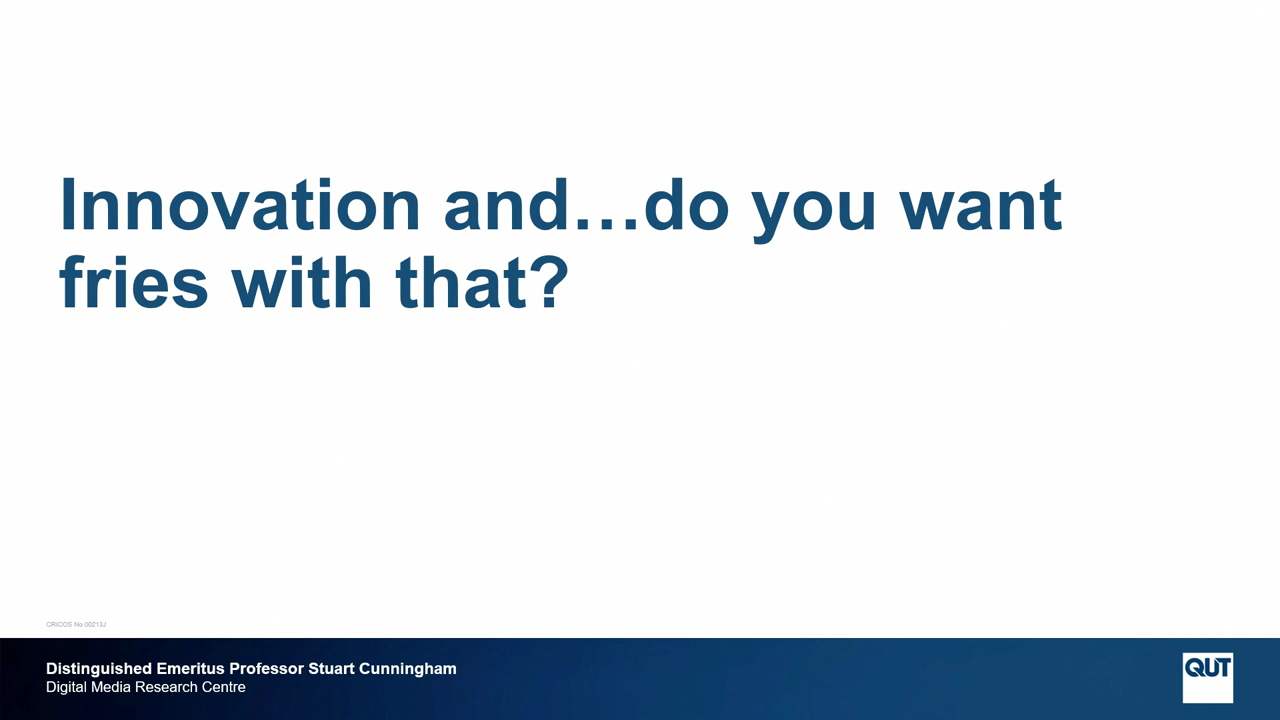 Innovation and…do you want
fries with that?
CRICOS No.00213J
Distinguished Emeritus Professor Stuart Cunningham
Digital Media Research Centre
QUT